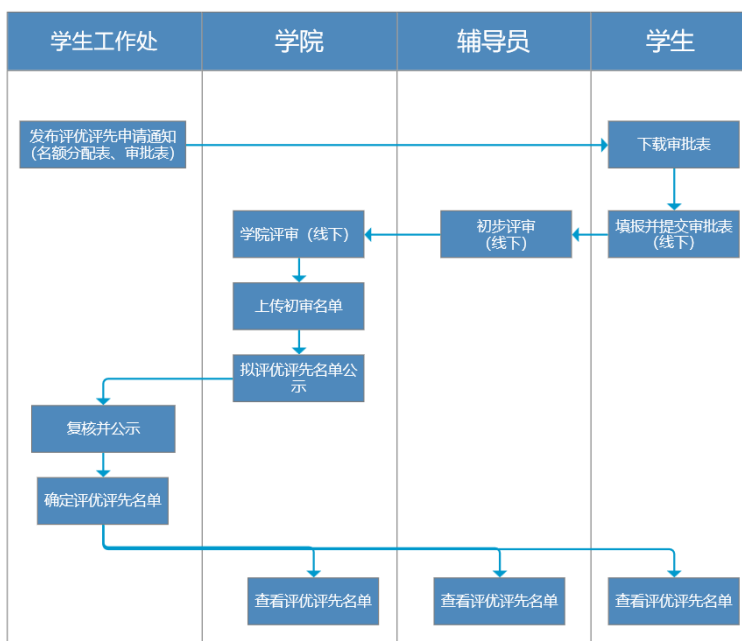 学生工作处
学院
辅导员
学生
发布评优评先申请通知
(名额分配表、审批表)
下载审批表
学院评审（线下）
初步评审
(线下)
填报并提交审批表
(线下)
上传初审名单
拟评优评先名单公
示
复核并公示
确定评优评先名单
查看评优评先名单
查看评优评先名单
查看评优评先名单